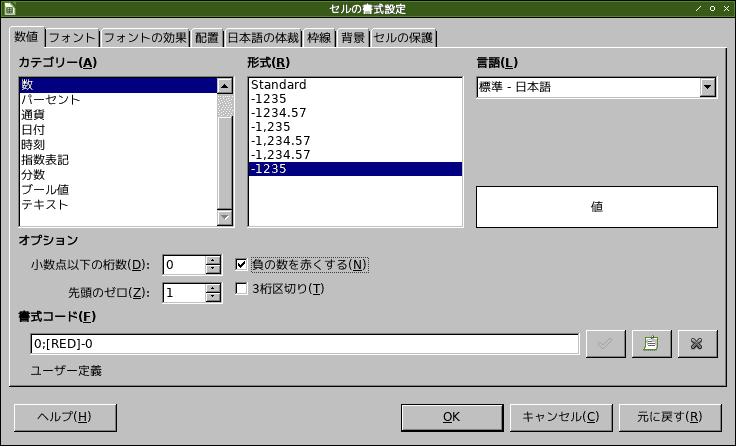 セルの書式設定
数値 フォント フォントの効果 配置 日本語の体裁 枠線 背景 セルの保護
カテゴリー(A) 形式(R) 言語(L)
数
パーセント
通貨
日付
時刻
指数表記
分数
ブール値
テキスト
Standard
-1235
-1234.57
-1,235
-1,234.57
-1,234.57
-1235
標準 - 日本語
値
オプション
小数点以下の桁数(D): 0 負の数を赤くする(N)
先頭のゼロ(Z): 1 3桁区切り(T)
書式コード(F)
0;[RED]-0
ユーザー定義
ヘルプ(H) OK キャンセル(C) 元に戻す(R)